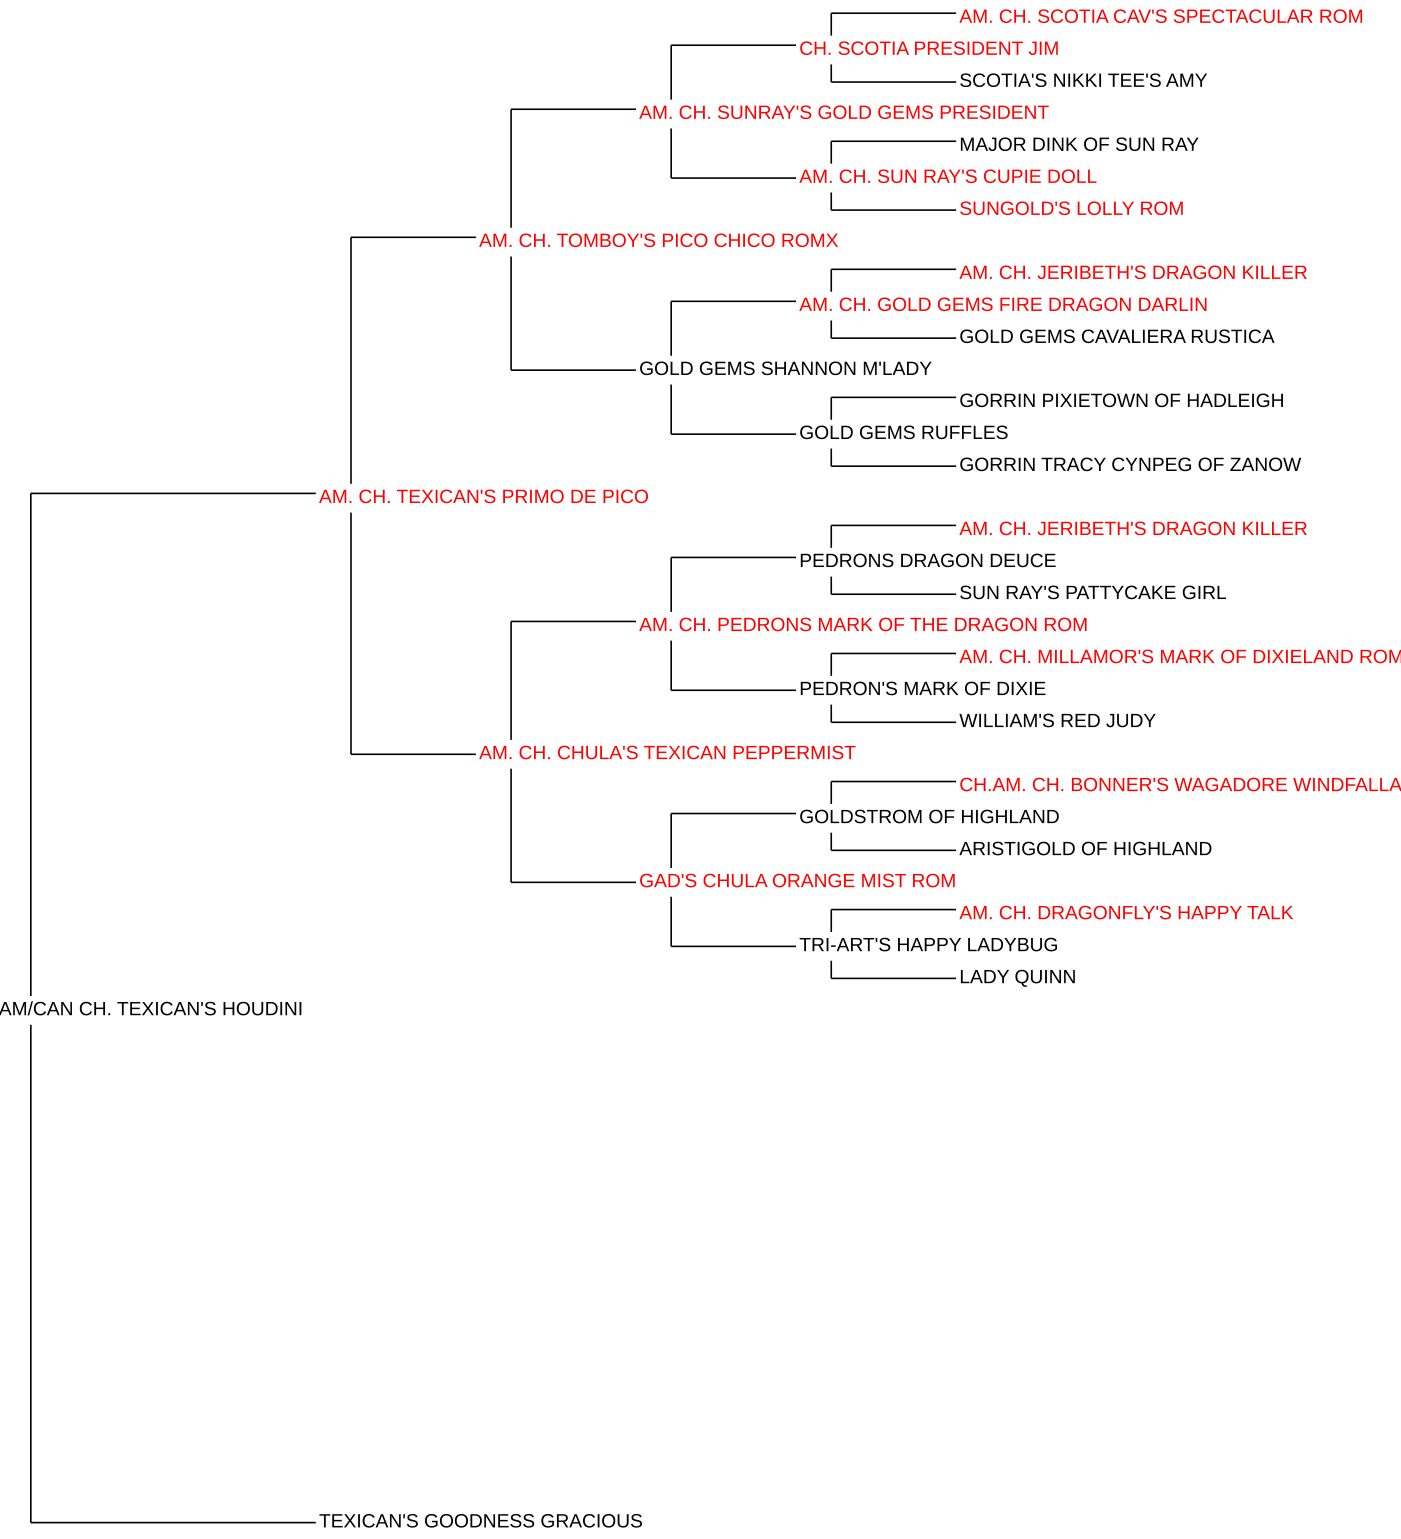 AM. CH. SCOTIA CAV'S SPECTACULAR ROM
CH. SCOTIA PRESIDENT JIM
SCOTIA'S NIKKI TEE'S AMY
AM. CH. SUNRAY'S GOLD GEMS PRESIDENT
MAJOR DINK OF SUN RAY
AM. CH. SUN RAY'S CUPIE DOLL
SUNGOLD'S LOLLY ROM
AM. CH. TOMBOY'S PICO CHICO ROMX
AM. CH. JERIBETH'S DRAGON KILLER
AM. CH. GOLD GEMS FIRE DRAGON DARLIN
GOLD GEMS CAVALIERA RUSTICA
GOLD GEMS SHANNON M'LADY
GORRIN PIXIETOWN OF HADLEIGH
GOLD GEMS RUFFLES
GORRIN TRACY CYNPEG OF ZANOW
AM. CH. TEXICAN'S PRIMO DE PICO
AM. CH. JERIBETH'S DRAGON KILLER
PEDRONS DRAGON DEUCE
SUN RAY'S PATTYCAKE GIRL
AM. CH. PEDRONS MARK OF THE DRAGON ROM
AM. CH. MILLAMOR'S MARK OF DIXIELAND ROM
PEDRON'S MARK OF DIXIE
WILLIAM'S RED JUDY
AM. CH. CHULA'S TEXICAN PEPPERMIST
CH.AM. CH. BONNER'S WAGADORE WINDFALLA
GOLDSTROM OF HIGHLAND
ARISTIGOLD OF HIGHLAND
GAD'S CHULA ORANGE MIST ROM
AM. CH. DRAGONFLY'S HAPPY TALK
TRI-ART'S HAPPY LADYBUG
LADY QUINN
AM/CAN CH. TEXICAN'S HOUDINI
TEXICAN'S GOODNESS GRACIOUS